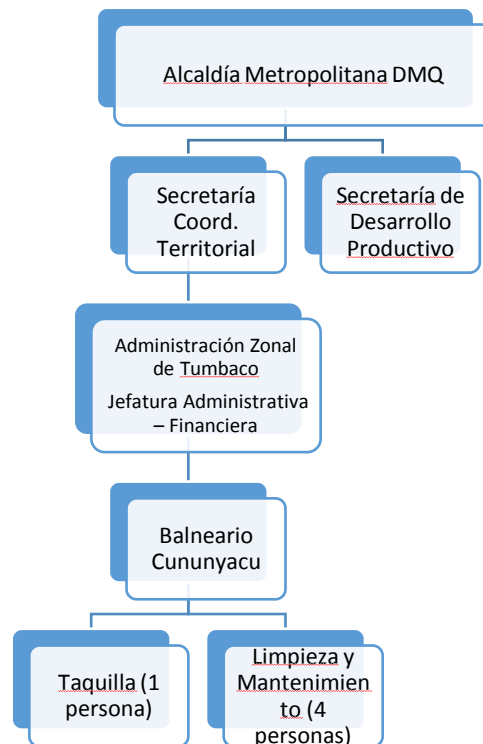 Alcaldía Metropolitana DMQ
Secretaría
Coord.
Territorial
Secretaría de
Desarrollo
Productivo
Administración Zonal
de Tumbaco
Jefatura Administrativa
– Financiera
Balneario
Cununyacu
Taquilla (1
persona)
Limpieza y
Mantenimien
to (4
personas)